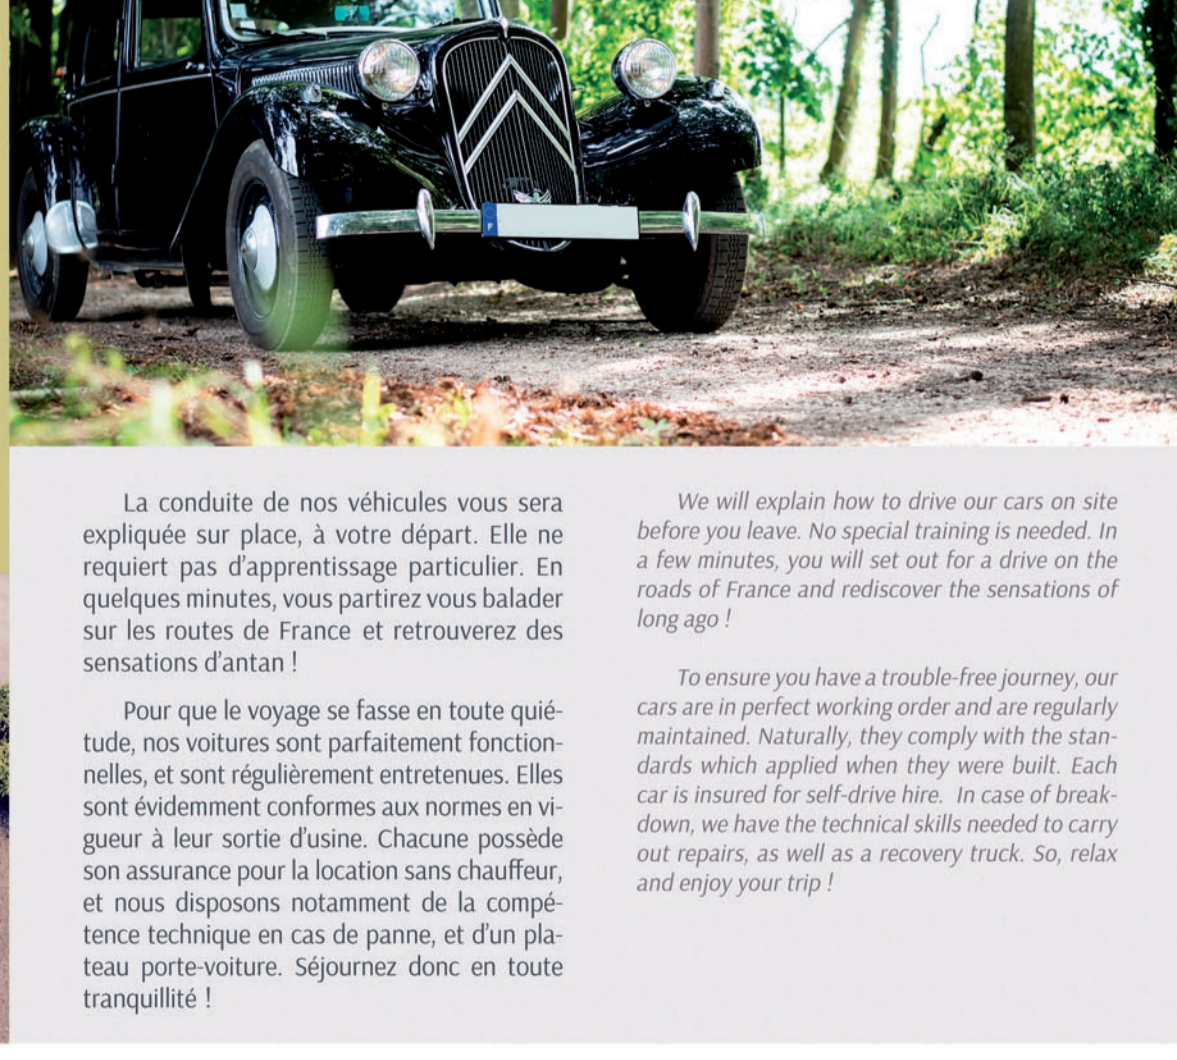 F
La conduite de nos véhicules vous sera
expliquée sur place, à votre départ. Elle ne
requiert pas d'apprentissage particulier. En
quelques minutes, vous partirez vous balader
sur les routes de France et retrouverez des
sensations d'antan !
Pour que le voyage se fasse en toute quié-
tude, nos voitures sont parfaitement fonction-
nelles, et sont régulièrement entretenues. Elles
sont évidemment conformes aux normes en vi-
gueur à leur sortie d'usine. Chacune possède
son assurance pour la location sans chauffeur,
et nous disposons notamment de la compé-
tence technique en cas de panne, et d'un pla-
teau porte-voiture. Séjournez donc en toute
tranquillité !
We will explain how to drive our cars on site
before you leave. No special training is needed. In
a few minutes, you will set out for a drive on the
roads of France and rediscover the sensations of
long ago !
To ensure you have a trouble-free journey, our
cars are in perfect working order and are regularly
maintained. Naturally, they comply with the stan-
dards which applied when they were built. Each
car is insured for self-drive hire.  In case of break-
down, we have the technical skills needed to carry
out repairs, as well as a recovery truck. So, relax
and enjoy your trip !